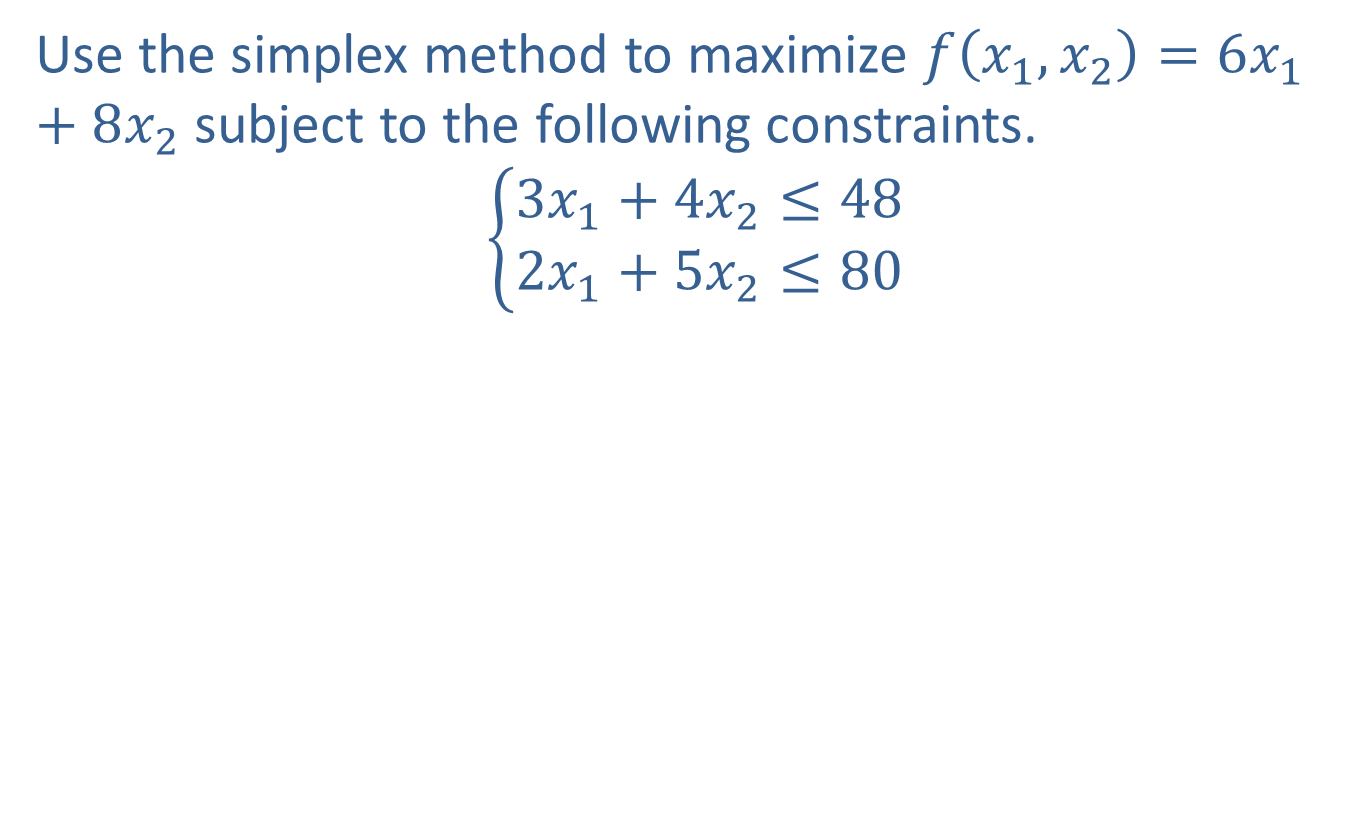 Use the simplex method to maximize 𝑓(𝑥₁, 𝑥₂) = 6𝑥₁
+ 8𝑥₂ subject to the following constraints.
3𝑥₁ + 4𝑥₂ ≤ 48
2𝑥₁ + 5𝑥₂ ≤ 80